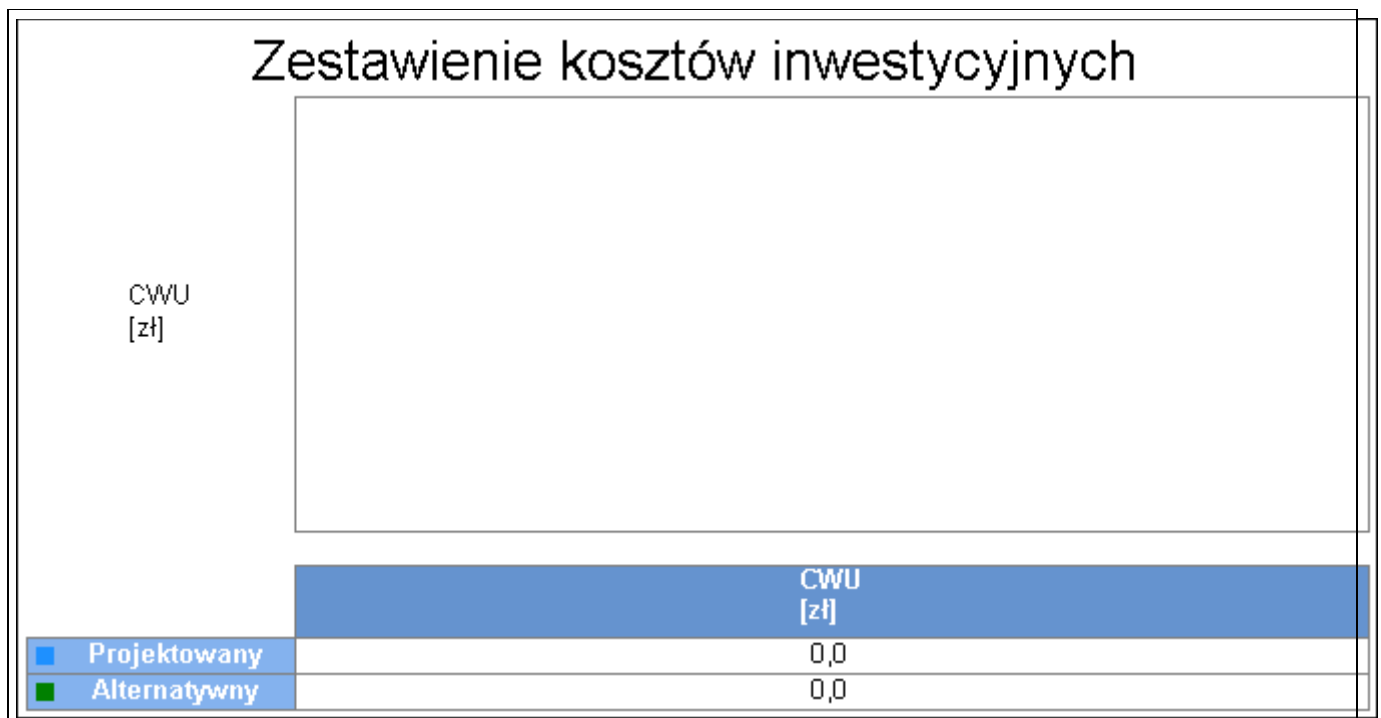 Zestawienie kosztów inwestycyjnych
CWU
[zł]
CWU
[zł]
Projektowany 0,0
Alternatywny 0,0